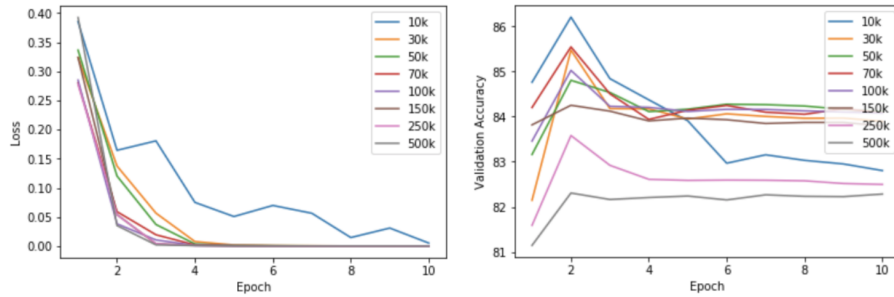 0.40
0.35
0.30
0.25
0.20
0.15
0.10
0.05
0.00
Loss
2
4
6
8
10
Epoch
10k
30k
50k
70k
100k
150k
250k
500k
86
85
84
83
82
81
Validation Accuracy
2
4
6
8
10
Epoch
10k
30k
50k
70k
100k
150k
250k
500k